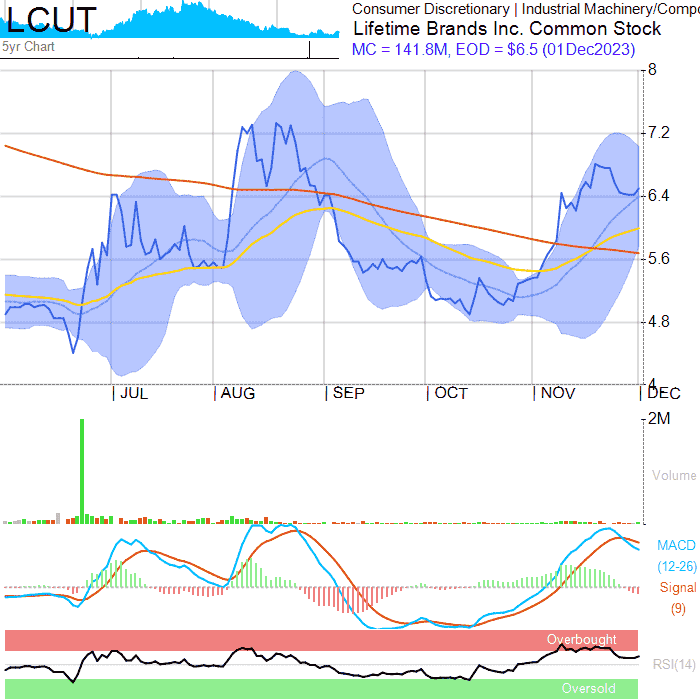 LCUT
5yr Chart
Consumer Discretionary | Industrial Machinery/Compo
Lifetime Brands Inc. Common Stock
MC = 141.8M, EOD = $6.5 (01Dec2023)
8
7.2
6.4
5.6
4.8
4
JUL AUG SEP OCT NOV DEC
2M
Volume
MACD
(12-26)
Signal
(9)
Overbought
RSI(14)
Oversold